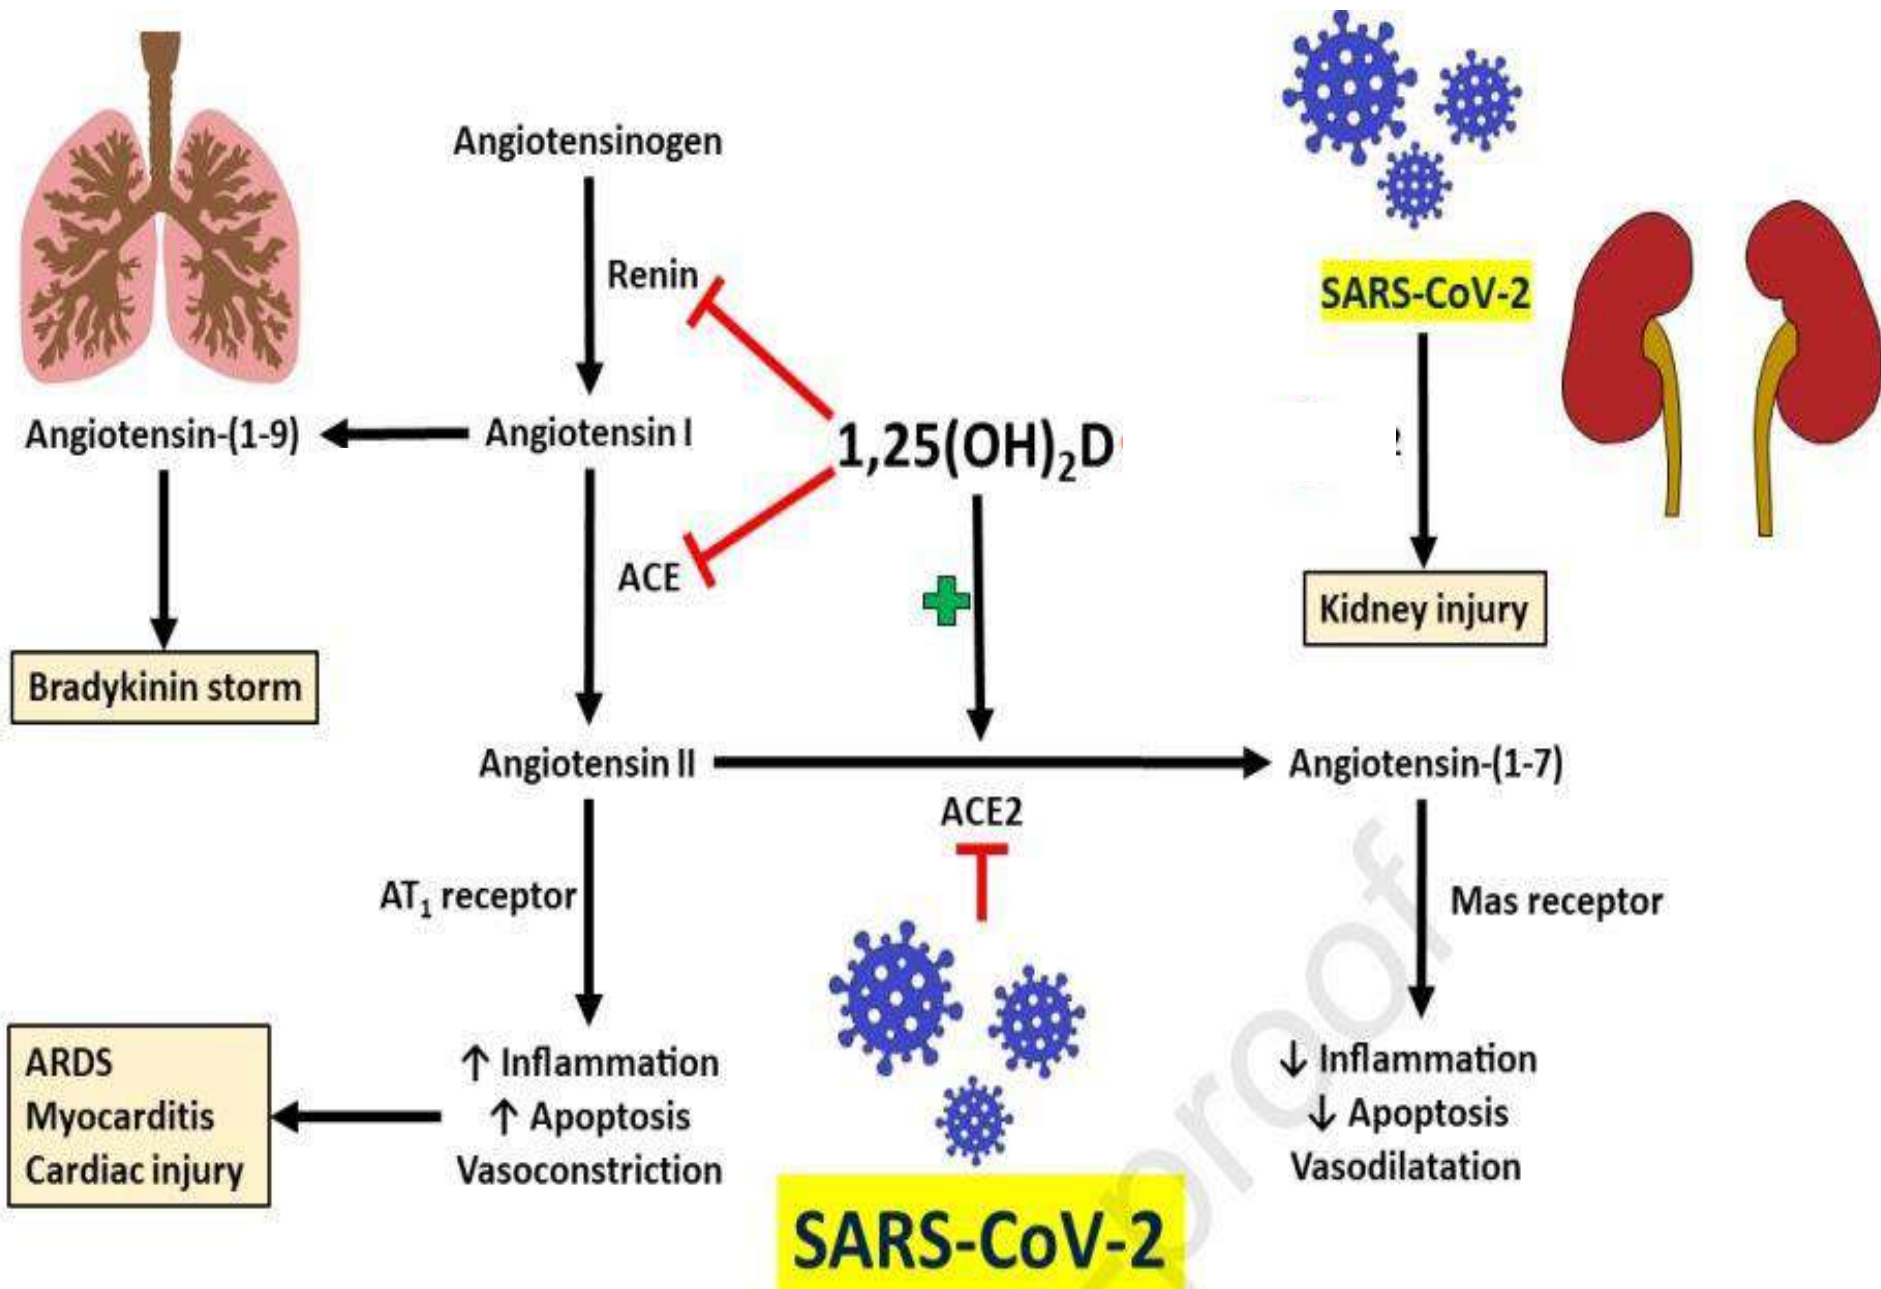 Angiotensinogen
Renin
SARS-CoV-2
Angiotensin-(1-9)
Angiotensin I
1,25(OH)₂D
ACE
Kidney injury
Bradykinin storm
Angiotensin II
Angiotensin-(1-7)
ACE2
AT₁ receptor
Mas receptor
ARDS
Myocarditis
Cardiac injury
↑ Inflammation
↑ Apoptosis
Vasoconstriction
↓ Inflammation
↓ Apoptosis
Vasodilatation
SARS-CoV-2
proof